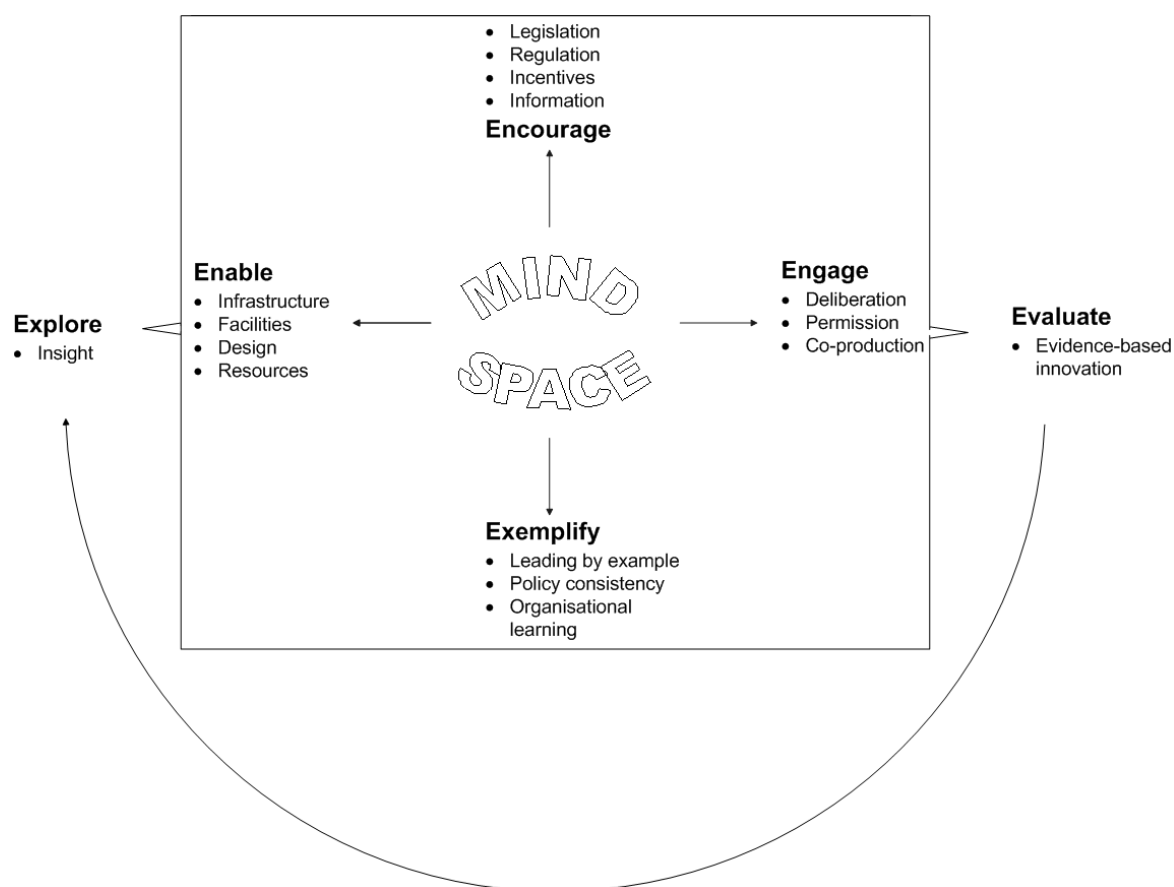 • Legislation
• Regulation
• Incentives
• Information
Encourage
MIND
SPACE
Enable
• Infrastructure
• Facilities
• Design
• Resources
Engage
• Deliberation
• Permission
• Co-production
Explore
• Insight
Evaluate
• Evidence-based
innovation
Exemplify
• Leading by example
• Policy consistency
• Organisational
learning